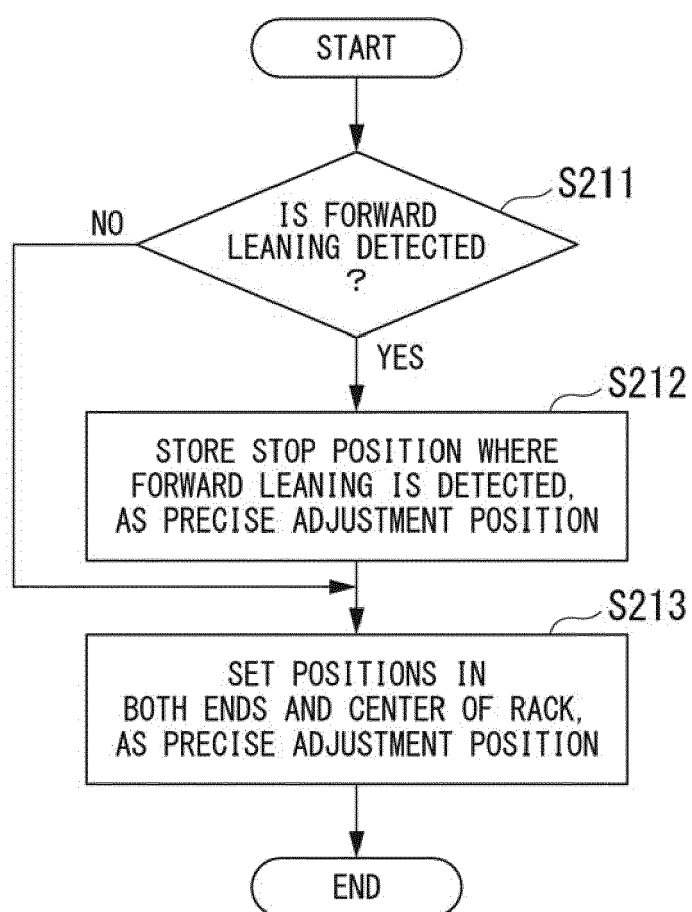 START
S211
NO
IS FORWARD
LEANING DETECTED
?
YES
S212
STORE STOP POSITION WHERE
FORWARD LEANING IS DETECTED,
AS PRECISE ADJUSTMENT POSITION
S213
SET POSITIONS IN
BOTH ENDS AND CENTER OF RACK,
AS PRECISE ADJUSTMENT POSITION
END